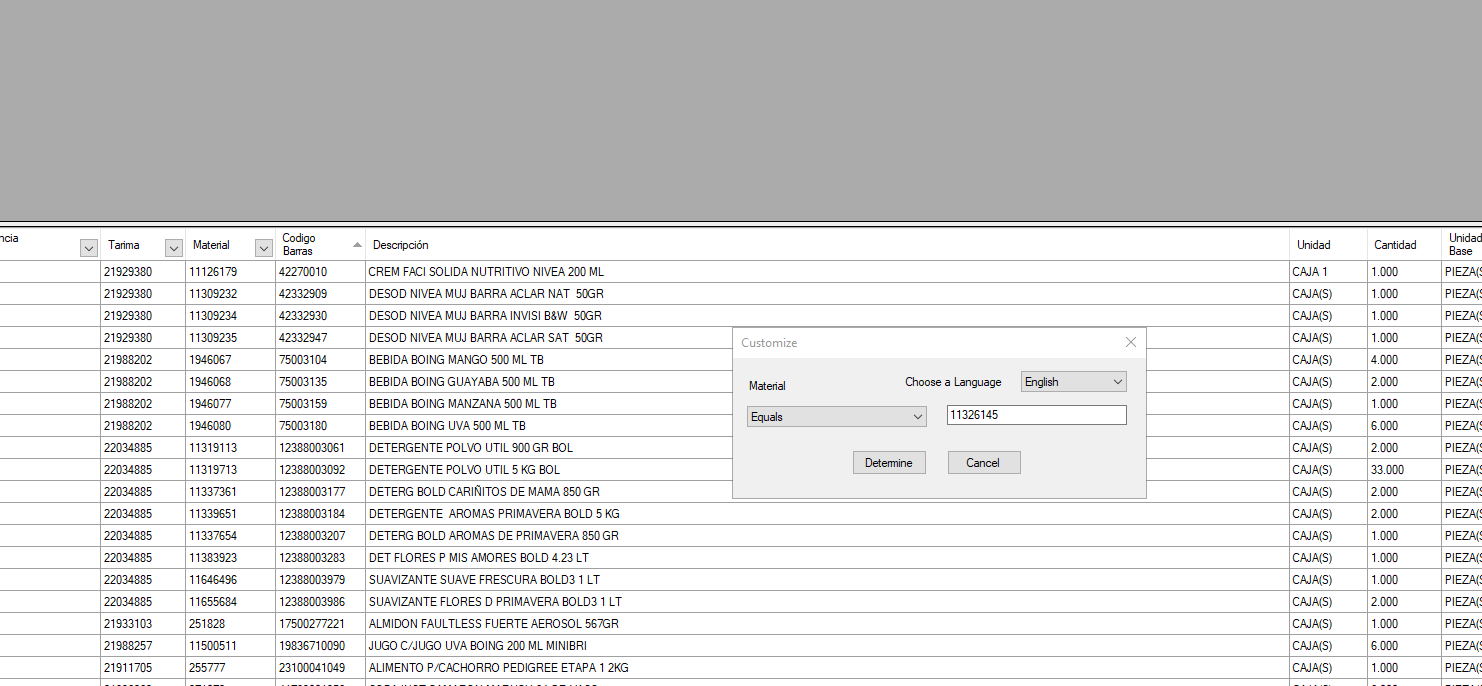 ncia Tarima Material Codigo Barras Descripción Unidad Cantidad Unidad Base
21929380 11126179 42270010 CREM FACI SOLIDA NUTRITIVO NIVEA 200 ML CAJA 1 1.000 PIEZA(S
21929380 11309232 42332909 DESOD NIVEA MUJ BARRA ACLAR NAT  50GR CAJA(S) 1.000 PIEZA(S
21929380 11309234 42332930 DESOD NIVEA MUJ BARRA INVISI B&W  50GR CAJA(S) 1.000 PIEZA(S
21929380 11309235 42332947 DESOD NIVEA MUJ BARRA ACLAR SAT  50GR CAJA(S) 1.000 PIEZA(S
21988202 1946067 75003104 BEBIDA BOING MANGO 500 ML TB CAJA(S) 4.000 PIEZA(S
21988202 1946068 75003135 BEBIDA BOING GUAYABA 500 ML TB CAJA(S) 2.000 PIEZA(S
21988202 1946077 75003159 BEBIDA BOING MANZANA 500 ML TB CAJA(S) 1.000 PIEZA(S
21988202 1946080 75003180 BEBIDA BOING UVA 500 ML TB CAJA(S) 6.000 PIEZA(S
22034885 11319113 12388003061 DETERGENTE POLVO UTIL 900 GR BOL CAJA(S) 2.000 PIEZA(S
22034885 11319713 12388003092 DETERGENTE POLVO UTIL 5 KG BOL CAJA(S) 33.000 PIEZA(S
22034885 11337361 12388003177 DETERG BOLD CARIÑITOS DE MAMA 850 GR CAJA(S) 2.000 PIEZA(S
22034885 11339651 12388003184 DETERGENTE  AROMAS PRIMAVERA BOLD 5 KG CAJA(S) 2.000 PIEZA(S
22034885 11337654 12388003207 DETERG BOLD AROMAS DE PRIMAVERA 850 GR CAJA(S) 1.000 PIEZA(S
22034885 11383923 12388003283 DET FLORES P MIS AMORES BOLD 4.23 LT CAJA(S) 1.000 PIEZA(S
22034885 11646496 12388003979 SUAVIZANTE SUAVE FRESCURA BOLD3 1 LT CAJA(S) 1.000 PIEZA(S
22034885 11655684 12388003986 SUAVIZANTE FLORES D PRIMAVERA BOLD3 1 LT CAJA(S) 2.000 PIEZA(S
21933103 251828 17500277221 ALMIDON FAULTLESS FUERTE AEROSOL 567GR CAJA(S) 1.000 PIEZA(S
21988257 11500511 19836710090 JUGO C/JUGO UVA BOING 200 ML MINIBRI CAJA(S) 6.000 PIEZA(S
21911705 255777 23100041049 ALIMENTO P/CACHORRO PEDIGREE ETAPA 1 2KG CAJA(S) 1.000 PIEZA(S
Customize
Material Choose a Language English
Equals 11326145
Determine Cancel